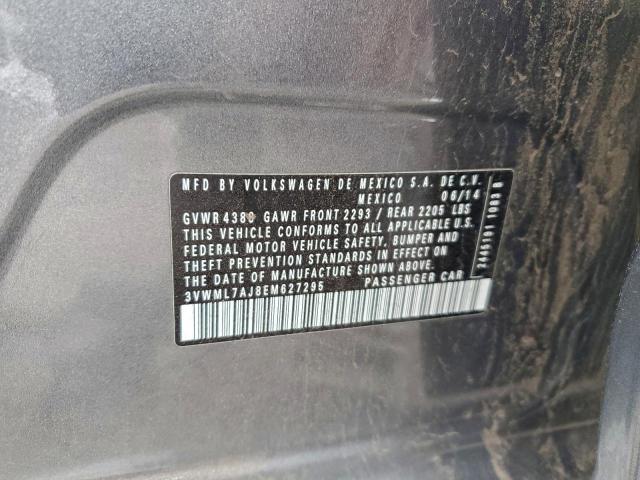 MFD BY VOLKSWAGEN DE MEXICO S.A. DE C.V.
MEXICO 06/14
GVWR 4380 GAWR FRONT 2293 / REAR 2205 LBS
THIS VEHICLE CONFORMS TO ALL APPLICABLE U.S.
FEDERAL MOTOR VEHICLE SAFETY, BUMPER AND
THEFT PREVENTION STANDARDS IN EFFECT ON
THE DATE OF MANUFACTURE SHOWN ABOVE.
3VWML7AJ8EM627295 PASSENGER CAR